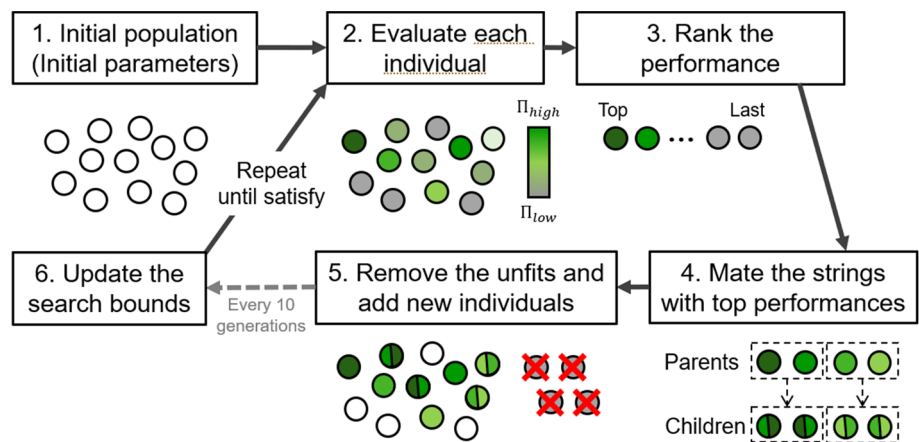 1. Initial population
(Initial parameters)
2. Evaluate each
individual
3. Rank the
performance
Π_high
Π_low
Top
Last
...
Repeat
until satisfy
6. Update the
search bounds
Every 10
generations
5. Remove the unfits and
add new individuals
4. Mate the strings
with top performances
Parents
Children